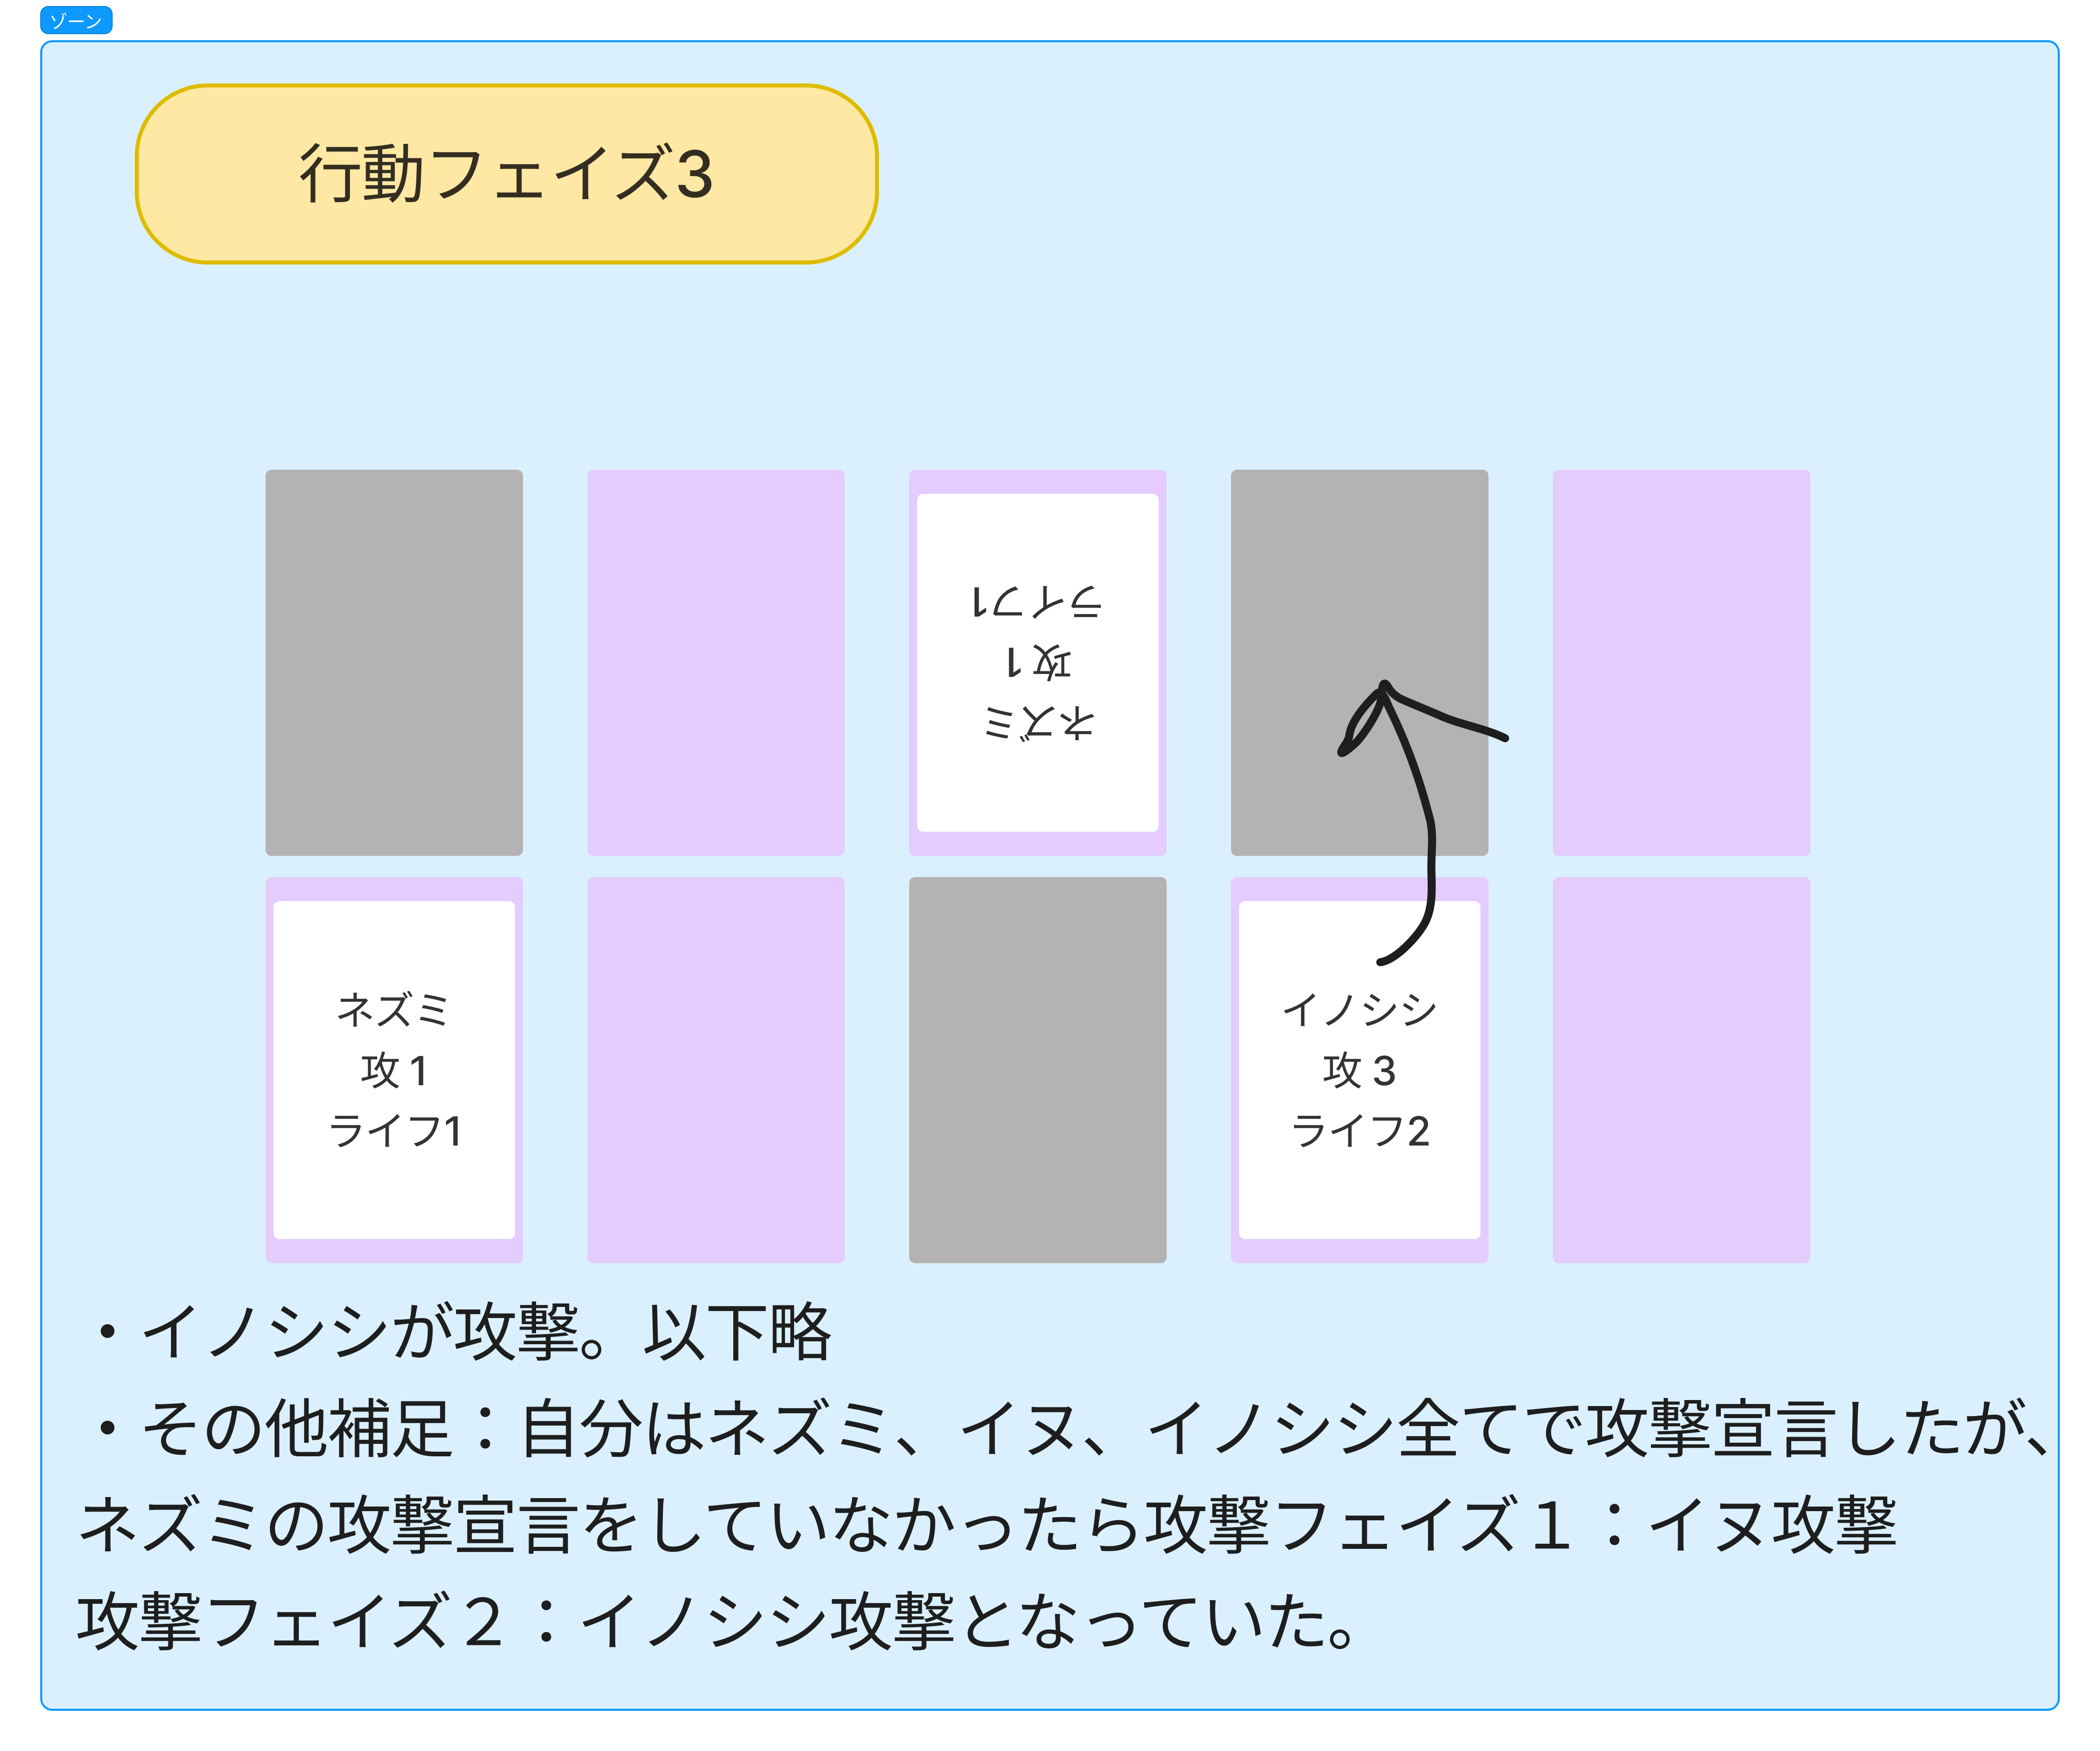 ゾーン
行動フェイズ3
ネズミ
攻 1
ライフ1
ネズミ
攻 1
ライフ1
イノシシ
攻 3
ライフ2
・イノシシが攻撃。以下略
・その他補足：自分はネズミ、イヌ、イノシシ全てで攻撃宣言したが、
ネズミの攻撃宣言をしていなかったら攻撃フェイズ１：イヌ攻撃
攻撃フェイズ２：イノシシ攻撃となっていた。